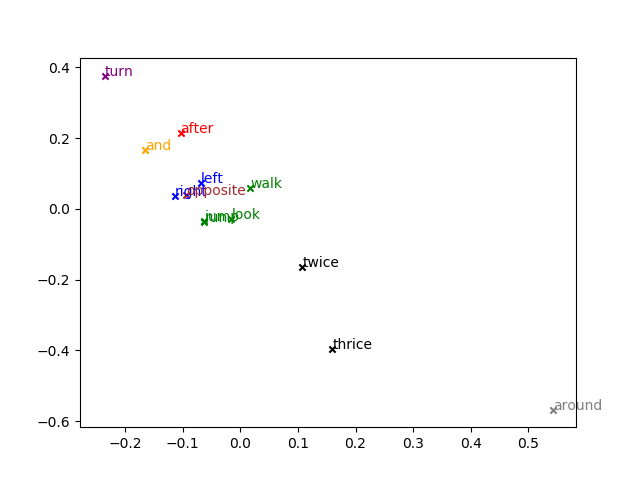 0.4
0.2
0.0
−0.2
−0.4
−0.6
turn
after
and
left
walk
right
opposite
jump
look
twice
thrice
around
−0.2 −0.1 0.0 0.1 0.2 0.3 0.4 0.5